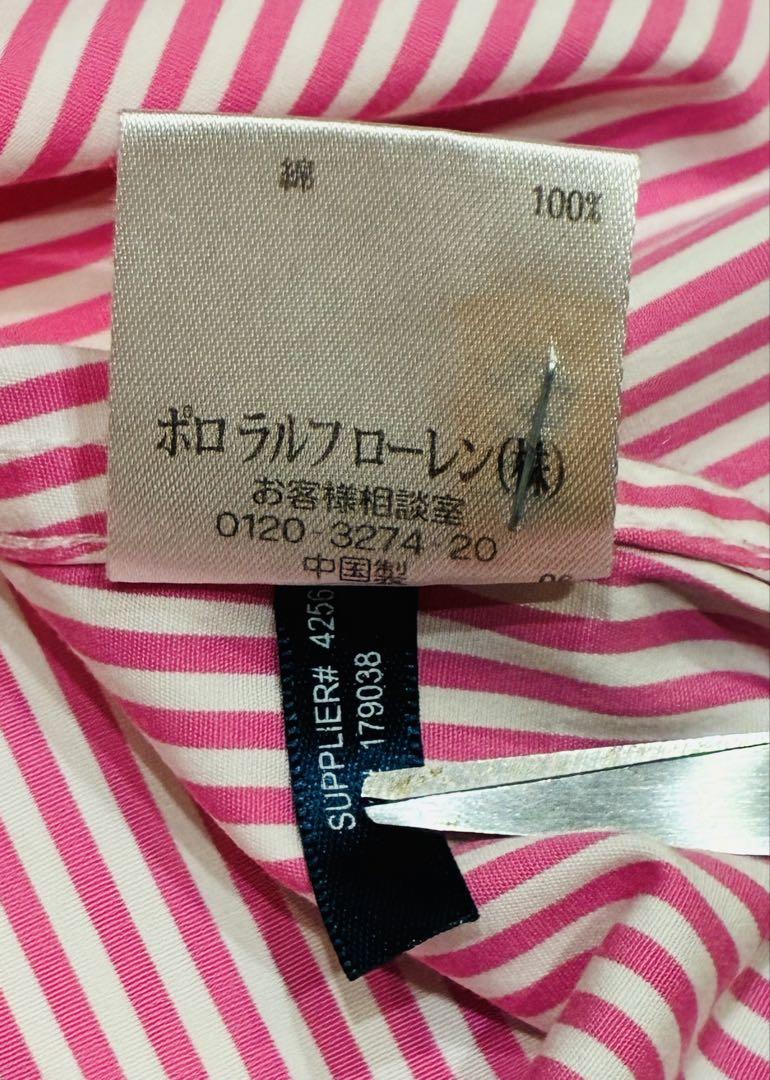 綿 100%
ポロ ラルフ ローレン(株)
お客様相談室
0120-3274-20
中国製
SUPPLIER# 4256
179038